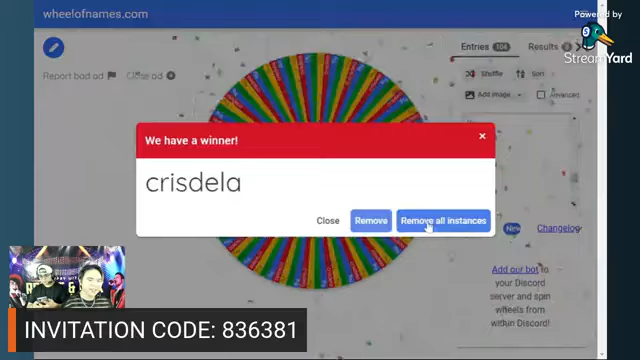 wheelofnames.com
Powered by
StreamYard
Entries 104 Results
Report bad ad
Close ad
Shuffle Sort
Add image Advanced
We have a winner!
×
crisdela
Close Remove Remove all instances
New Changelog
Add our bot to
your Discord
server and spin
wheels from
within Discord!
INVITATION CODE: 836381